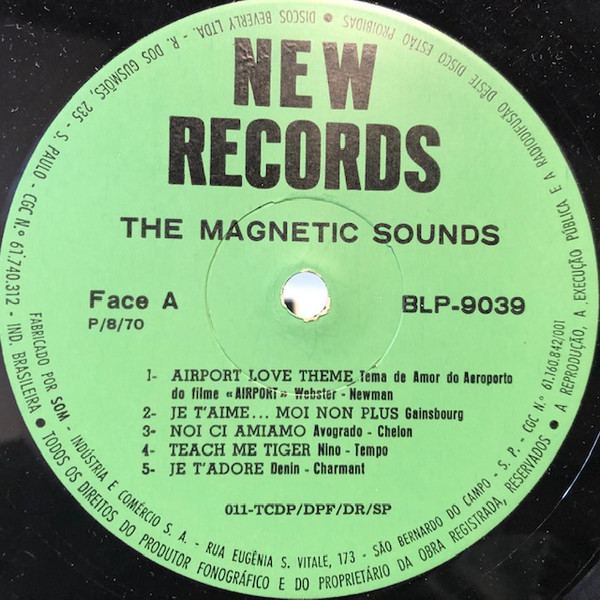 NEW
RECORDS
THE MAGNETIC SOUNDS
Face A
P/8/70
BLP-9039
1- AIRPORT LOVE THEME Tema de Amor do Aeroporto
do filme «AIRPORT» Webster - Newman
2- JE T'AIME... MOI NON PLUS Gainsbourg
3- NOI CI AMIAMO Avogrado - Chelon
4- TEACH ME TIGER Nino - Tempo
5- JE T'ADORE Denin - Charmant
011-TCDP/DPF/DR/SP
FABRICADO POR SOM - INDÚSTRIA E COMÉRCIO S. A. - RUA EUGÊNIA S. VITALE, 173 - SÃO BERNARDO DO CAMPO - S. P. - CGC N.º 61.160.842/001
● TODOS OS DIREITOS DO PRODUTOR FONOGRÁFICO E DO PROPRIETÁRIO DA OBRA REGISTRADA, RESERVADOS ● A REPRODUÇÃO, A EXECUÇÃO PÚBLICA E A RADIODIFUSÃO DÊSTE DISCO ESTÃO PROIBIDAS ● DISCOS BEVERLY LTDA. - R. DOS GUSMÕES, 235 - S. PAULO - CGC N.º 61.740.312 - IND. BRASILEIRA